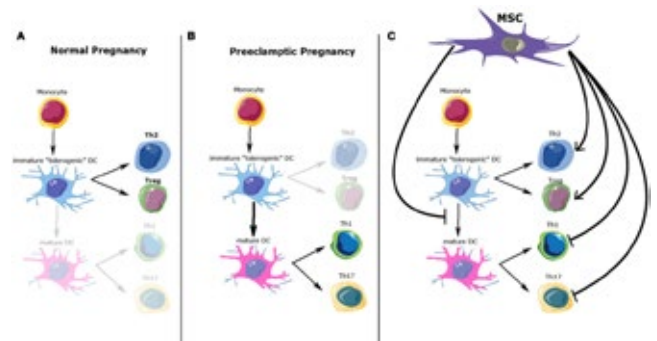 A
Normal Pregnancy
Monocyte
Th2
immature "tolerogenic" DC
Treg
Th1
mature DC
Th17
B
Preeclamptic Pregnancy
Monocyte
Th2
immature "tolerogenic" DC
Treg
Th1
mature DC
Th17
C
MSC
Monocyte
Th2
immature "tolerogenic" DC
Treg
Th1
mature DC
Th17